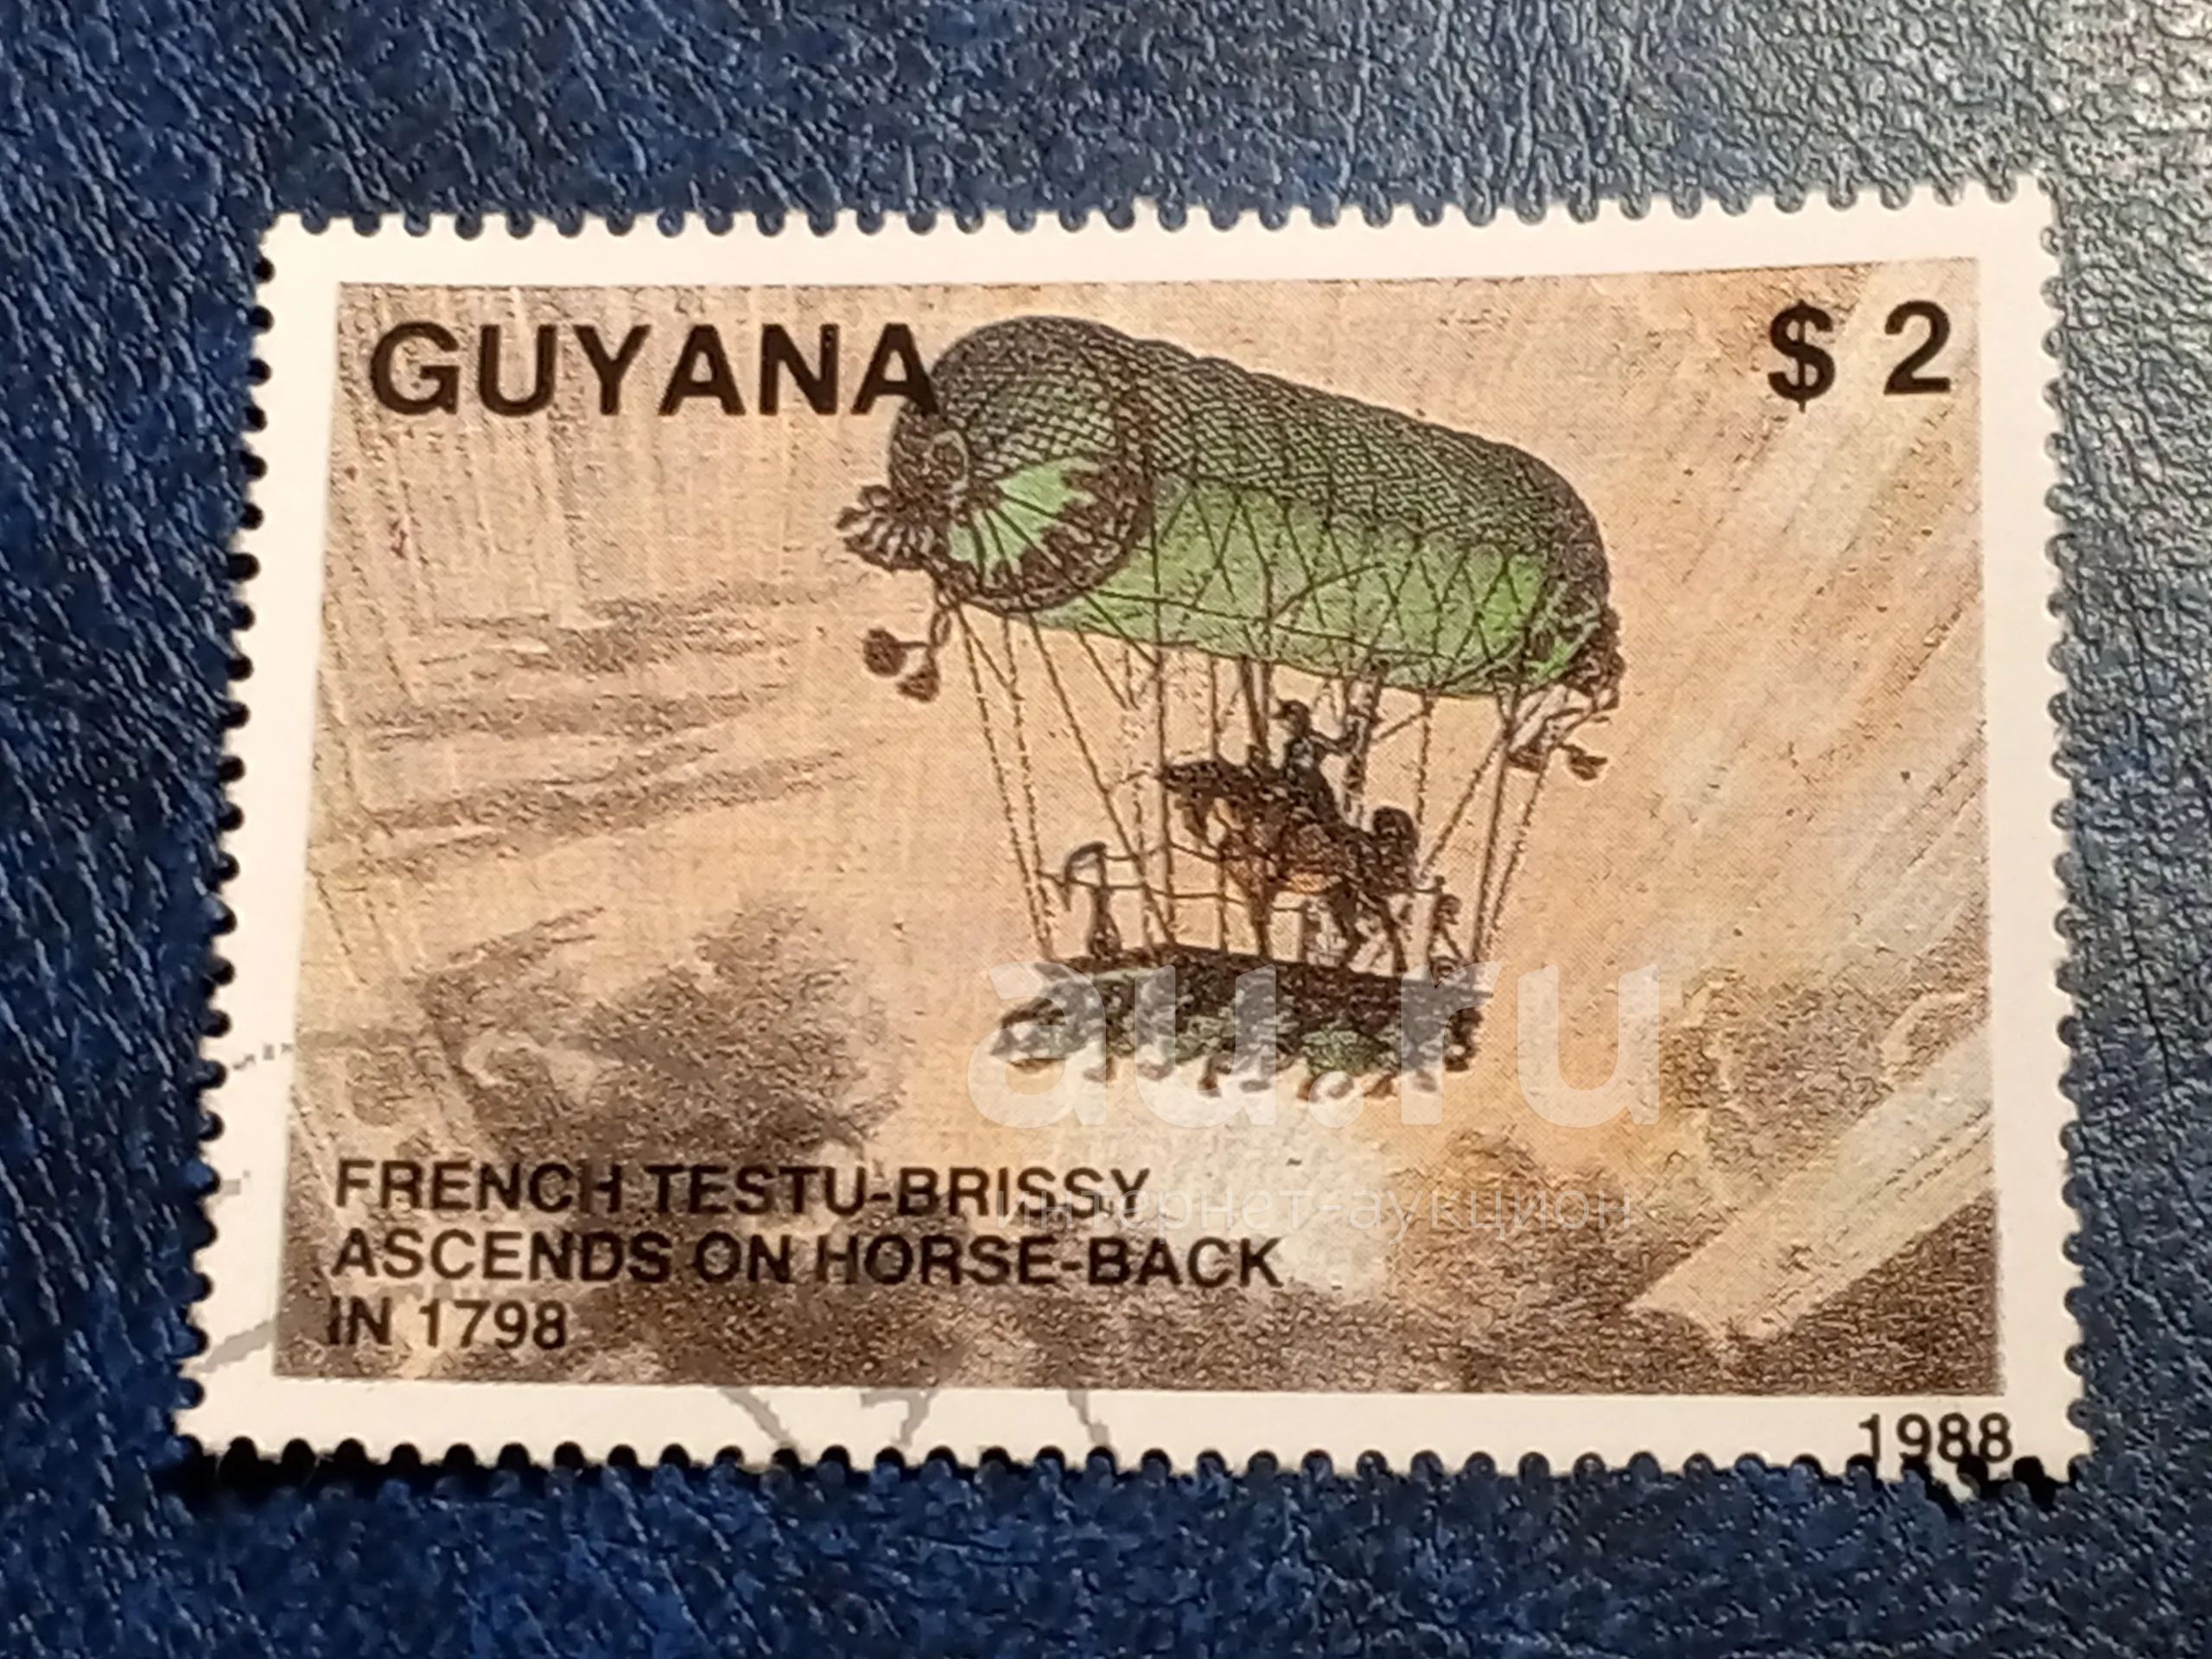 GUYANA
$ 2
au.ru
интернет-аукцион
FRENCH TESTU-BRISSY
ASCENDS ON HORSE-BACK
IN 1798
1988